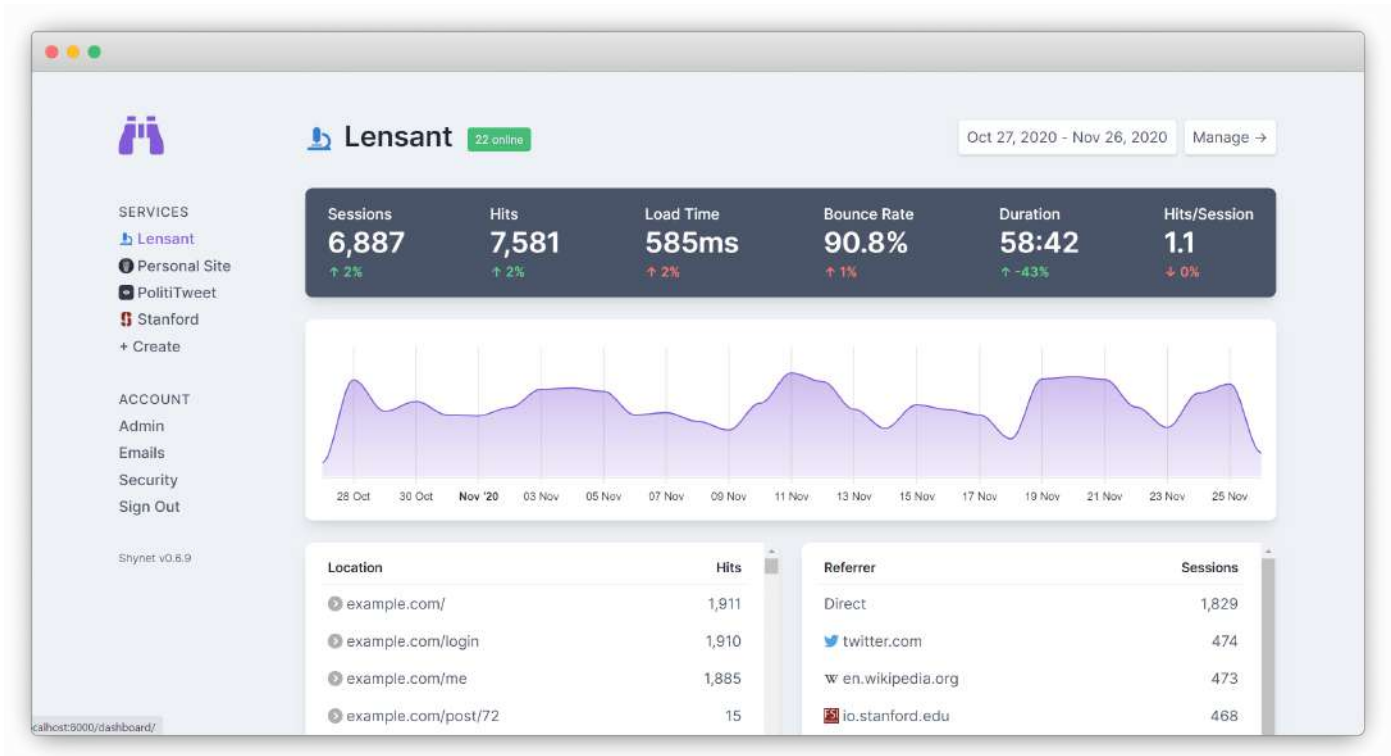 Lensant
22 online
Oct 27, 2020 - Nov 26, 2020
Manage →
SERVICES
Lensant
Personal Site
PolitiTweet
Stanford
+ Create
ACCOUNT
Admin
Emails
Security
Sign Out
Shynet v0.6.9
Sessions Hits Load Time Bounce Rate Duration Hits/Session
6,887 7,581 585ms 90.8% 58:42 1.1
↑ 2% ↑ 2% ↑ 2% ↑ 1% ↑ -43% ↓ 0%
28 Oct 30 Oct Nov '20 03 Nov 05 Nov 07 Nov 09 Nov 11 Nov 13 Nov 15 Nov 17 Nov 19 Nov 21 Nov 23 Nov 25 Nov
Location Hits
example.com/ 1,911
example.com/login 1,910
example.com/me 1,885
example.com/post/72 15
Referrer Sessions
Direct 1,829
twitter.com 474
W en.wikipedia.org 473
io.stanford.edu 468
calhost:8000/dashboard/